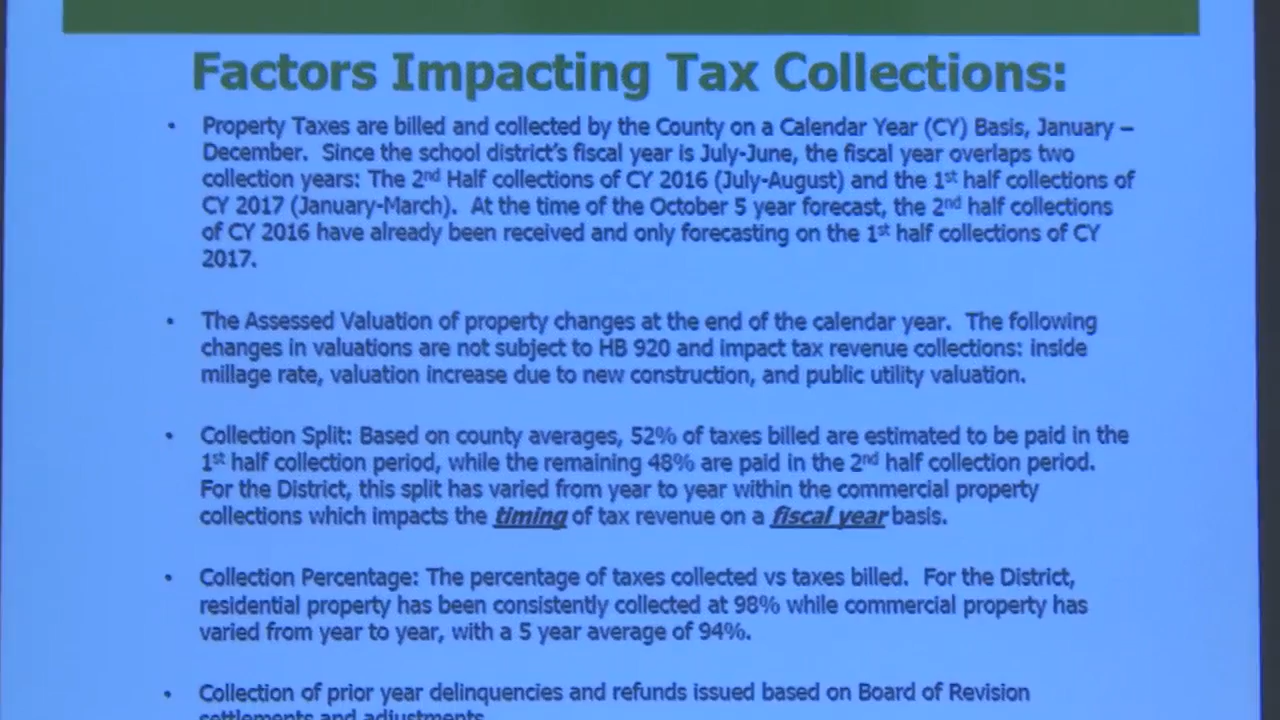 Factors Impacting Tax Collections:
• Property Taxes are billed and collected by the County on a Calendar Year (CY) Basis, January –
December. Since the school district's fiscal year is July-June, the fiscal year overlaps two
collection years: The 2nd Half collections of CY 2016 (July-August) and the 1st half collections of
CY 2017 (January-March). At the time of the October 5 year forecast, the 2nd half collections
of CY 2016 have already been received and only forecasting on the 1st half collections of CY
2017.
• The Assessed Valuation of property changes at the end of the calendar year. The following
changes in valuations are not subject to HB 920 and impact tax revenue collections: inside
millage rate, valuation increase due to new construction, and public utility valuation.
• Collection Split: Based on county averages, 52% of taxes billed are estimated to be paid in the
1st half collection period, while the remaining 48% are paid in the 2nd half collection period.
For the District, this split has varied from year to year within the commercial property
collections which impacts the timing of tax revenue on a fiscal year basis.
• Collection Percentage: The percentage of taxes collected vs taxes billed. For the District,
residential property has been consistently collected at 98% while commercial property has
varied from year to year, with a 5 year average of 94%.
• Collection of prior year delinquencies and refunds issued based on Board of Revision
settlements and adjustments.